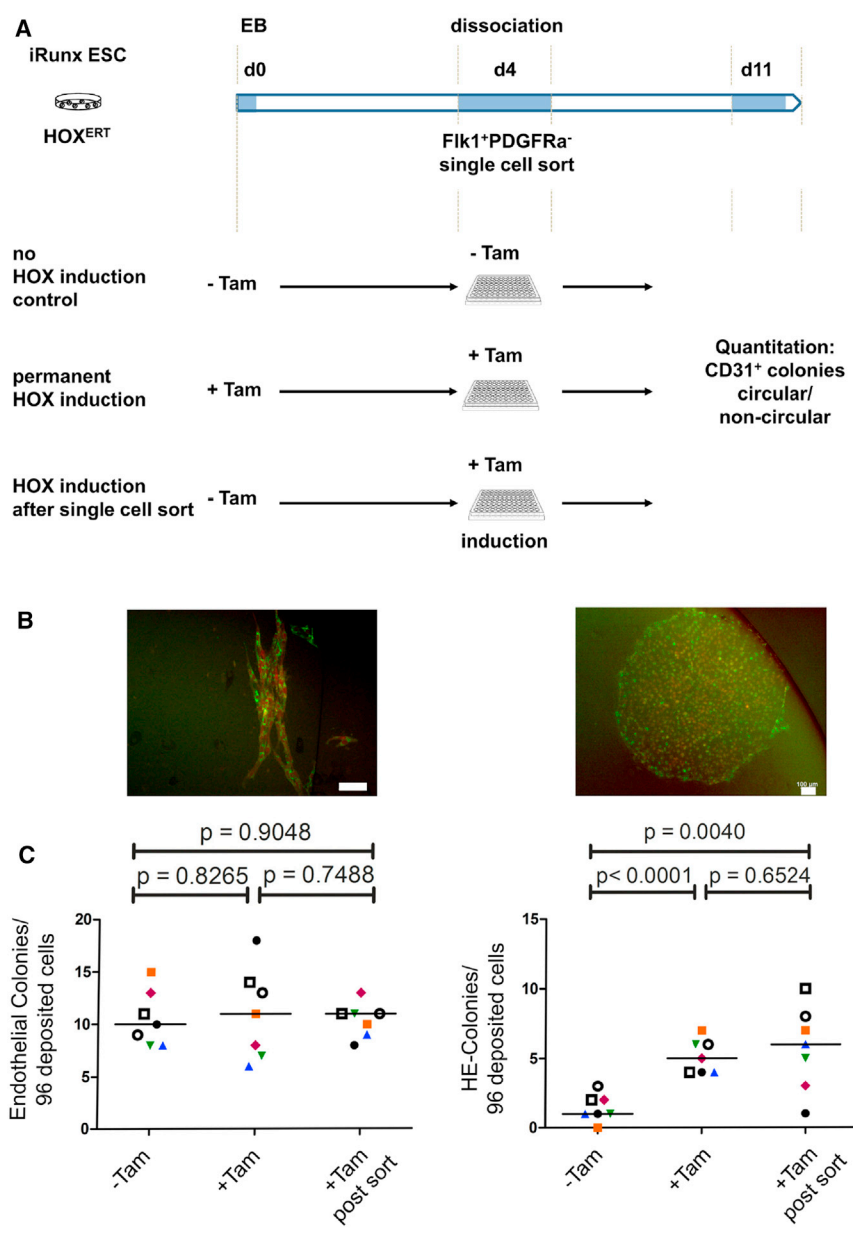 A
EB
dissociation
iRunx ESC
d0
d4
d11
HOX^ERT
Flk1⁺PDGFRa⁻
single cell sort
no
HOX induction
control
- Tam
- Tam
permanent
HOX induction
+ Tam
+ Tam
Quantitation:
CD31⁺ colonies
circular/
non-circular
HOX induction
after single cell sort
- Tam
+ Tam
induction
B
100 µm
C
p = 0.9048
p = 0.8265
p = 0.7488
Endothelial Colonies/
96 deposited cells
20
15
10
5
0
-Tam
+Tam
+Tam
post sort
p = 0.0040
p< 0.0001
p = 0.6524
HE-Colonies/
96 deposited cells
15
10
5
0
-Tam
+Tam
+Tam
post sort